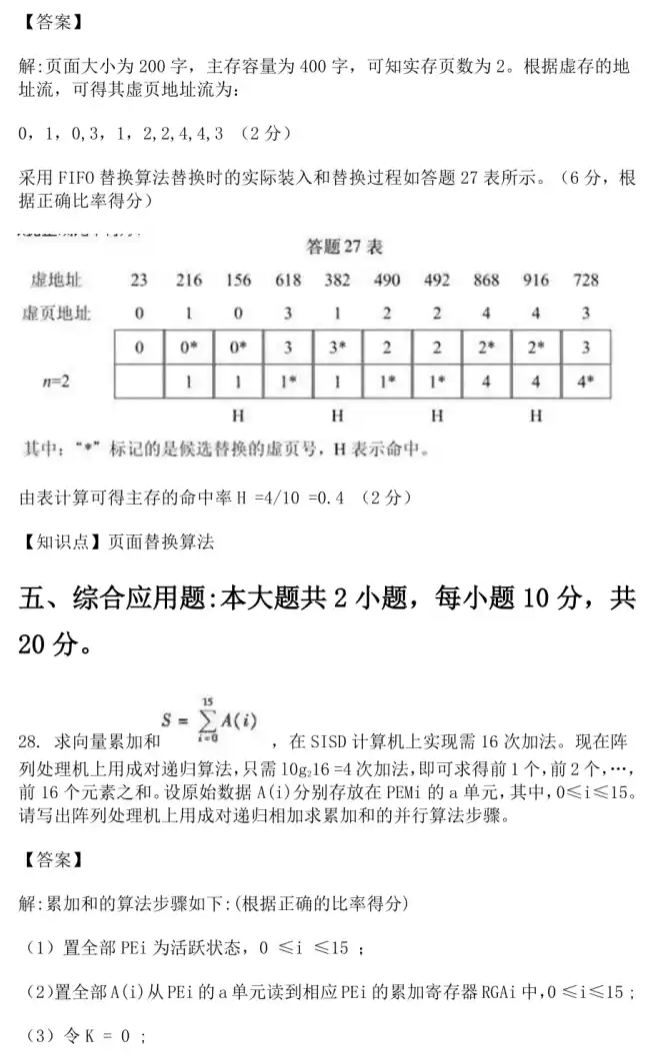 【答案】
解:页面大小为 200 字，主存容量为 400 字，可知实存页数为 2。根据虚存的地
址流，可得其虚页地址流为:
0，1，0,3，1，2,2,4,4,3 （2 分）
采用 FIFO 替换算法替换时的实际装入和替换过程如答题 27 表所示。（6 分，根
据正确比率得分）
答题 27 表
虚地址 23 216 156 618 382 490 492 868 916 728
虚页地址 0 1 0 3 1 2 2 4 4 3
0 0* 0* 3 3* 2 2 2* 2* 3
n=2 1 1 1* 1 1* 1* 4 4 4*
H H H H
其中：“*”标记的是候选替换的虚页号，H 表示命中。
由表计算可得主存的命中率 H =4/10 =0.4 （2 分）
【知识点】页面替换算法
五、综合应用题:本大题共 2 小题，每小题 10 分，共
20 分。
28. 求向量累加和 S = \sum_{i=0}^{15} A(i) ，在 SISD 计算机上实现需 16 次加法。现在阵
列处理机上用成对递归算法,只需 10g₂16 =4 次加法,即可求得前 1 个,前 2 个,…,
前 16 个元素之和。设原始数据 A(i)分别存放在 PEMi 的 a 单元,其中,0≤i≤15。
请写出阵列处理机上用成对递归相加求累加和的并行算法步骤。
【答案】
解:累加和的算法步骤如下:(根据正确的比率得分)
（1）置全部 PEi 为活跃状态，0 ≤i ≤15 ；
（2)置全部 A(i)从 PEi 的 a 单元读到相应 PEi 的累加寄存器 RGAi 中,0 ≤i≤15 ;
（3）令 K = 0 ;